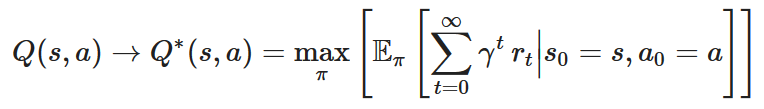 Q(s, a) → Q*(s, a) = max_π [ 𝔼_π [ ∑_{t=0}^{∞} γ^t r_t | s_0 = s, a_0 = a ] ]